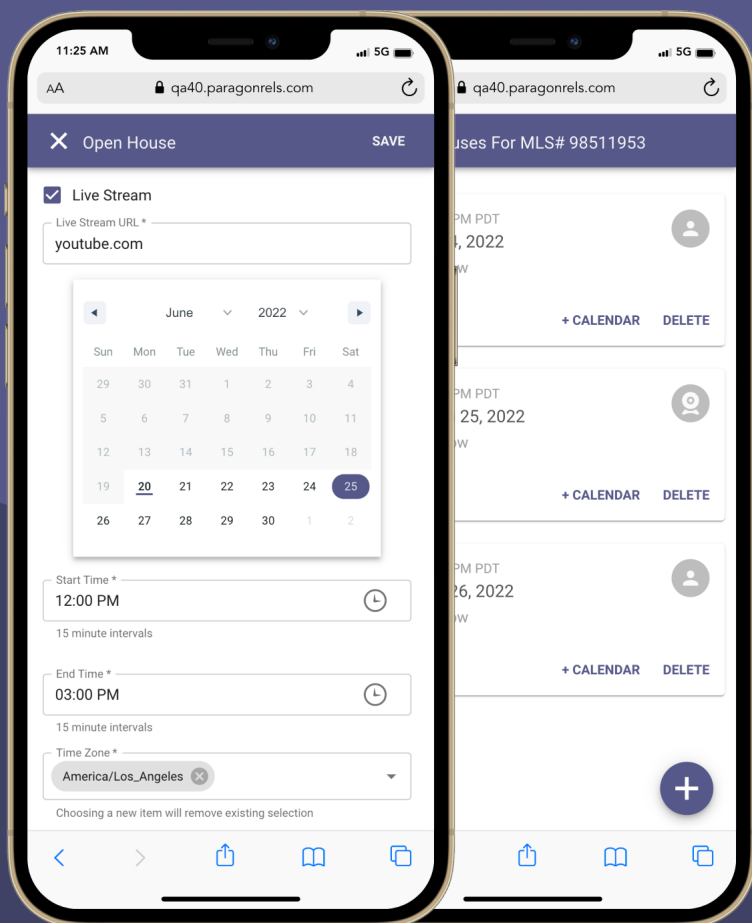 11:25 AM
5G
AA
qa40.paragonrels.com
Open House
SAVE
Live Stream
Live Stream URL *
youtube.com
June
2022
Sun Mon Tue Wed Thu Fri Sat
29 30 31 1 2 3 4
5 6 7 8 9 10 11
12 13 14 15 16 17 18
19 20 21 22 23 24 25
26 27 28 29 30 1 2
Start Time *
12:00 PM
15 minute intervals
End Time *
03:00 PM
15 minute intervals
Time Zone *
America/Los_Angeles
Choosing a new item will remove existing selection
5G
qa40.paragonrels.com
For MLS# 98511953
PM PDT
2022
+ CALENDAR DELETE
PM PDT
25, 2022
+ CALENDAR DELETE
PM PDT
26, 2022
+ CALENDAR DELETE